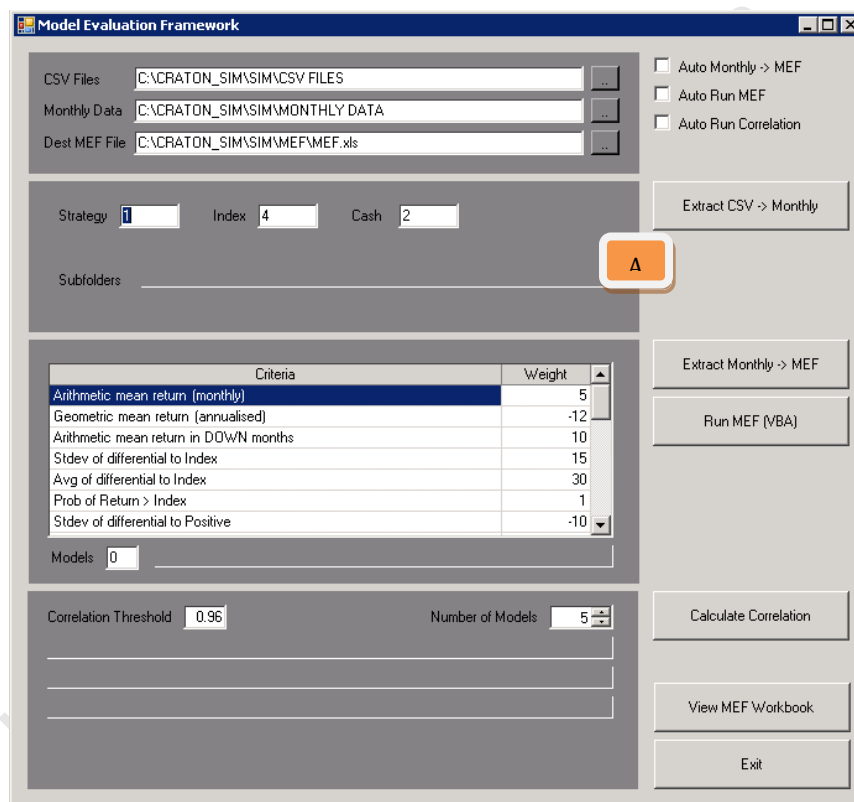 Model Evaluation Framework
CSV Files C:\CRATON_SIM\SIM\CSV FILES ..
Monthly Data C:\CRATON_SIM\SIM\MONTHLY DATA ..
Dest MEF File C:\CRATON_SIM\SIM\MEF\MEF.xls ..
Auto Monthly -> MEF
Auto Run MEF
Auto Run Correlation
Strategy 1 Index 4 Cash 2
Extract CSV -> Monthly
A
Subfolders
Criteria Weight
Arithmetic mean return (monthly) 5
Geometric mean return (annualised) -12
Arithmetic mean return in DOWN months 10
Stdev of differential to Index 15
Avg of differential to Index 30
Prob of Return > Index 1
Stdev of differential to Positive -10
Models 0
Extract Monthly -> MEF
Run MEF (VBA)
Correlation Threshold 0.96 Number of Models 5
Calculate Correlation
View MEF Workbook
Exit